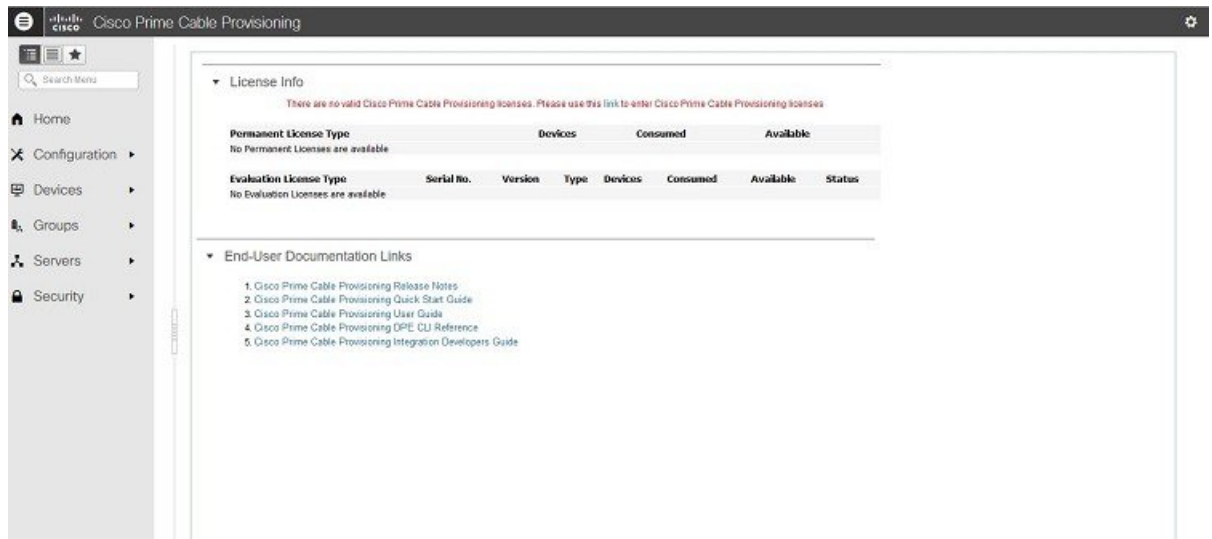 CISCO Cisco Prime Cable Provisioning
Search Menu
Home
Configuration
Devices
Groups
Servers
Security
License Info
There are no valid Cisco Prime Cable Provisioning licenses. Please use this link to enter Cisco Prime Cable Provisioning licenses
Permanent License Type Devices Consumed Available
No Permanent Licenses are available
Evaluation License Type Serial No. Version Type Devices Consumed Available Status
No Evaluation Licenses are available
End-User Documentation Links
1. Cisco Prime Cable Provisioning Release Notes
2. Cisco Prime Cable Provisioning Quick Start Guide
3. Cisco Prime Cable Provisioning User Guide
4. Cisco Prime Cable Provisioning DPE CLI Reference
5. Cisco Prime Cable Provisioning Integration Developers Guide